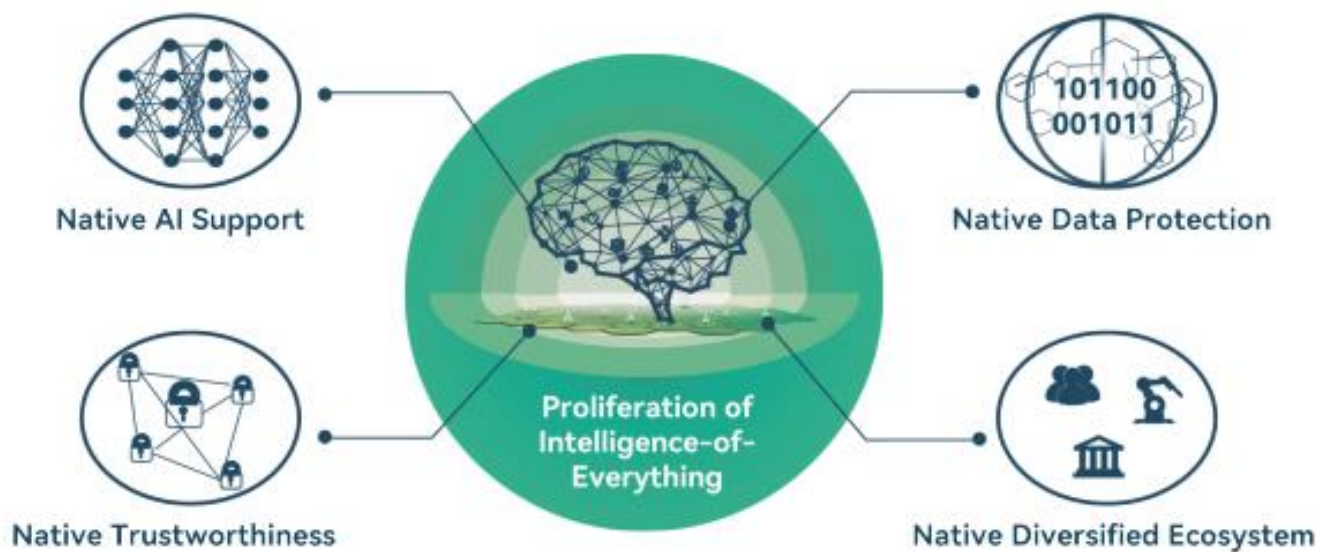 Native AI Support
101100
001011
Native Data Protection
Proliferation of
Intelligence-of-
Everything
Native Trustworthiness
Native Diversified Ecosystem